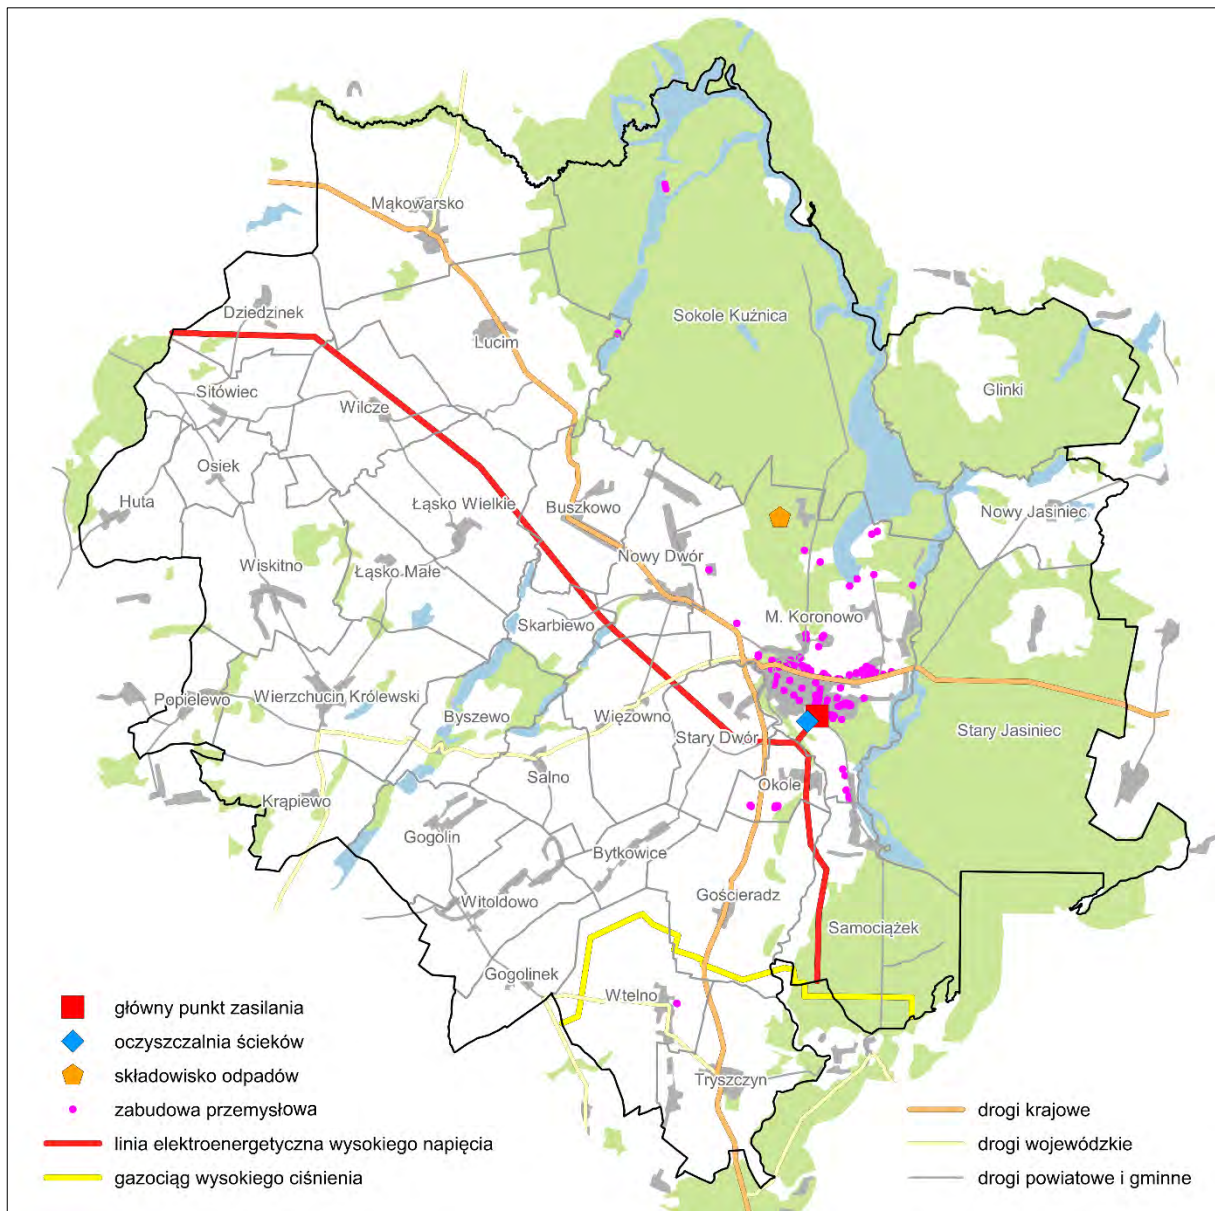 Mąkowarsko
Dziedzinek
Sokole Kuźnica
Lucim
Sitówiec
Wilcze
Glinki
Osiek
Huta
Łąsko Wielkie
Buszkowo
Nowy Jasiniec
Nowy Dwór
Wiskitno
Łąsko Małe
Skarbiewo
M. Koronowo
Popielewo
Wierzchucin Królewski
Byszewo
Więzowno
Stary Dwór
Stary Jasiniec
Salno
Okole
Krąpiewo
Gogolin
Bytkowice
Witoldowo
Gościeradz
Samociążek
Gogolinek
Wtelno
Tryszczyn
główny punkt zasilania
oczyszczalnia ścieków
składowisko odpadów
zabudowa przemysłowa
linia elektroenergetyczna wysokiego napięcia
gazociąg wysokiego ciśnienia
drogi krajowe
drogi wojewódzkie
drogi powiatowe i gminne